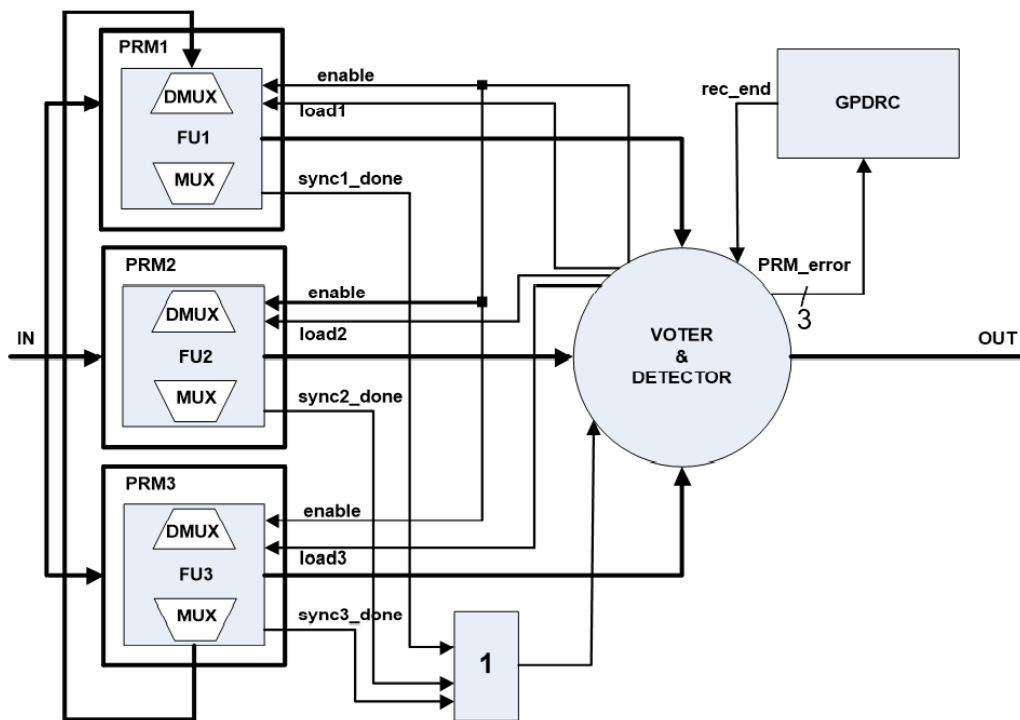 PRM1
DMUX
FU1
MUX
enable
load1
sync1_done
rec_end
GPDRC
PRM_error
3
PRM2
DMUX
FU2
MUX
enable
load2
sync2_done
IN
VOTER
&
DETECTOR
OUT
PRM3
DMUX
FU3
MUX
enable
load3
sync3_done
1